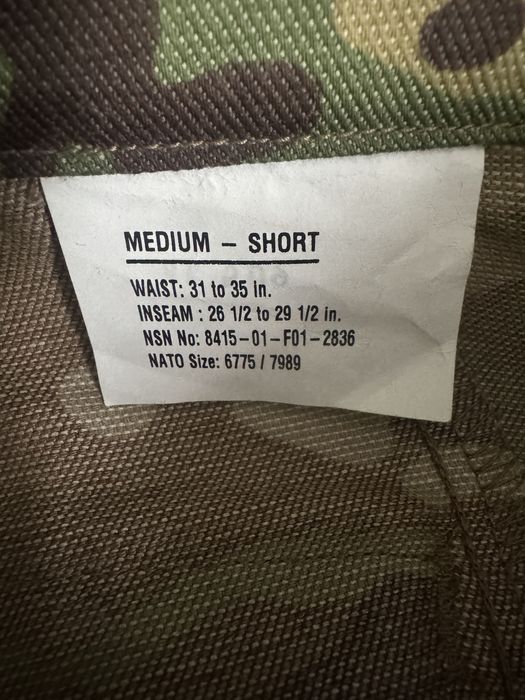 MEDIUM – SHORT
WAIST: 31 to 35 in.
INSEAM : 26 1/2 to 29 1/2 in.
NSN No: 8415–01–F01–2836
NATO Size: 6775 / 7989